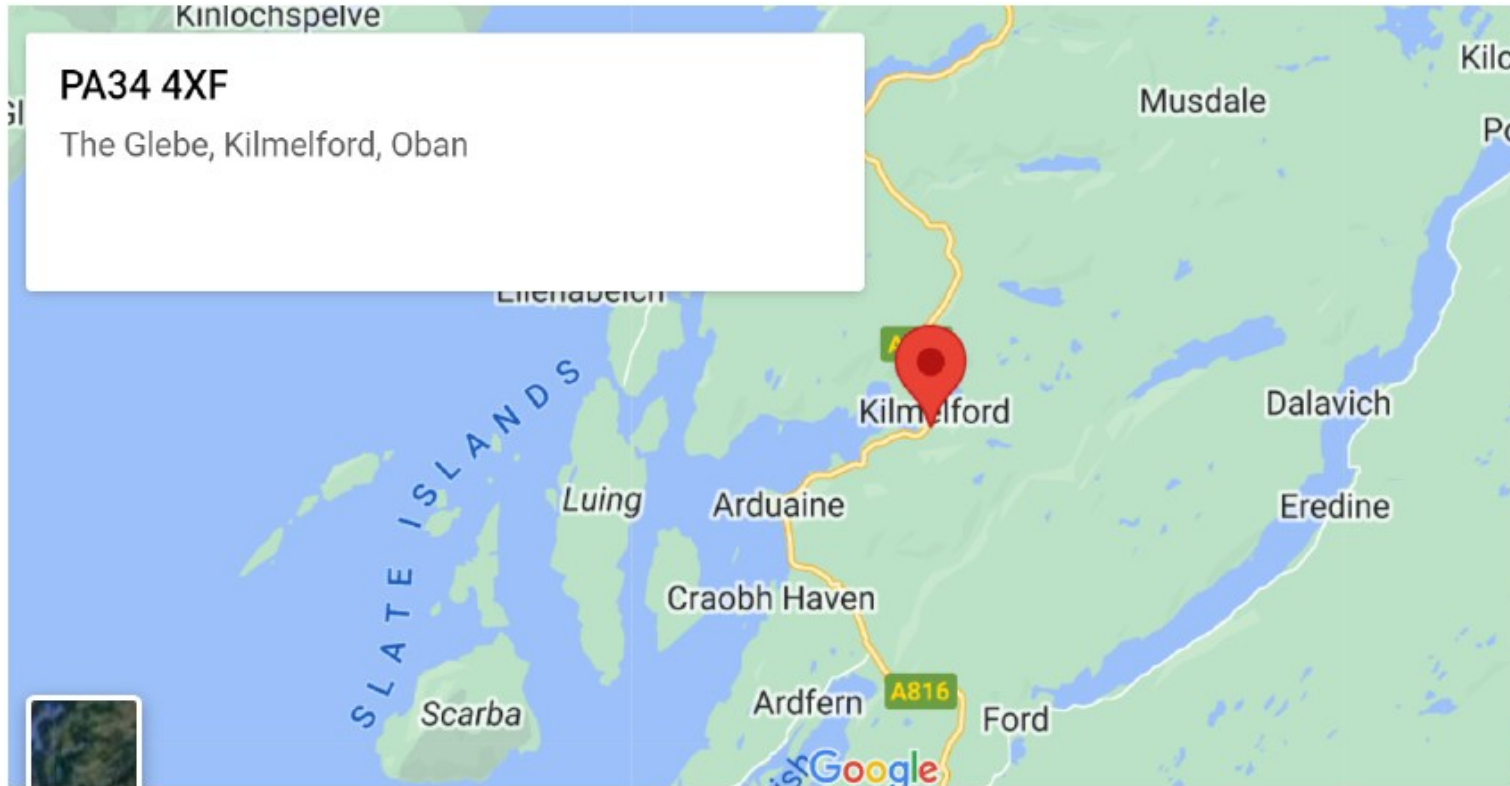 Kinlochspelve
PA34 4XF
The Glebe, Kilmelford, Oban
Musdale
Kilmelford
Dalavich
SLATE ISLANDS
Luing
Arduaine
Eredine
Craobh Haven
A816
Ardfern
Scarba
Ford
Google